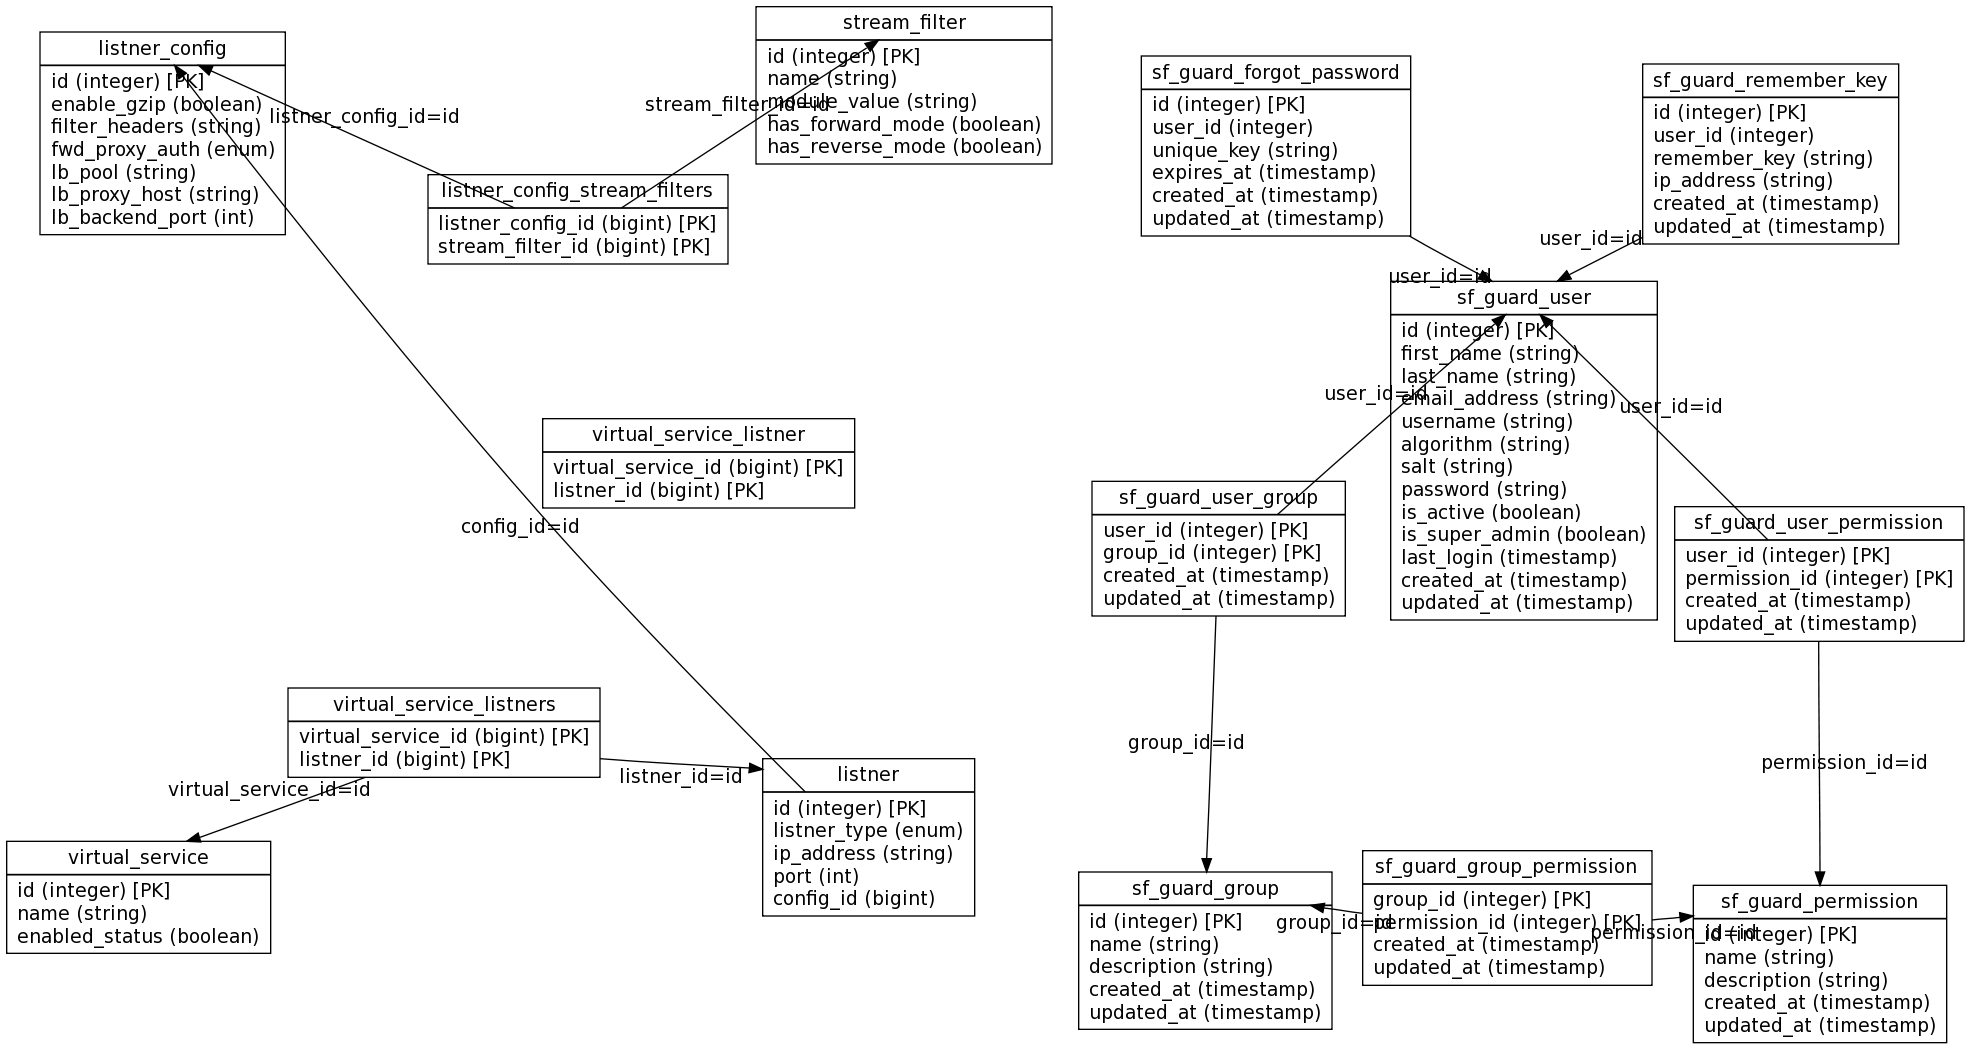 listner_config
id (integer) [PK]
enable_gzip (boolean)
filter_headers (string)
fwd_proxy_auth (enum)
lb_pool (string)
lb_proxy_host (string)
lb_backend_port (int)
listner_config_id=id
stream_filter
id (integer) [PK]
name (string)
module_value (string)
has_forward_mode (boolean)
has_reverse_mode (boolean)
stream_filter_id=id
listner_config_stream_filters
listner_config_id (bigint) [PK]
stream_filter_id (bigint) [PK]
virtual_service_listner
virtual_service_id (bigint) [PK]
listner_id (bigint) [PK]
config_id=id
virtual_service_listners
virtual_service_id (bigint) [PK]
listner_id (bigint) [PK]
listner_id=id
virtual_service_id=id
listner
id (integer) [PK]
listner_type (enum)
ip_address (string)
port (int)
config_id (bigint)
virtual_service
id (integer) [PK]
name (string)
enabled_status (boolean)
sf_guard_forgot_password
id (integer) [PK]
user_id (integer)
unique_key (string)
expires_at (timestamp)
created_at (timestamp)
updated_at (timestamp)
user_id=id
sf_guard_remember_key
id (integer) [PK]
user_id (integer)
remember_key (string)
ip_address (string)
created_at (timestamp)
updated_at (timestamp)
user_id=id
sf_guard_user
id (integer) [PK]
first_name (string)
last_name (string)
email_address (string)
username (string)
algorithm (string)
salt (string)
password (string)
is_active (boolean)
is_super_admin (boolean)
last_login (timestamp)
created_at (timestamp)
updated_at (timestamp)
user_id=id
user_id=id
sf_guard_user_group
user_id (integer) [PK]
group_id (integer) [PK]
created_at (timestamp)
updated_at (timestamp)
sf_guard_user_permission
user_id (integer) [PK]
permission_id (integer) [PK]
created_at (timestamp)
updated_at (timestamp)
group_id=id
permission_id=id
sf_guard_group
id (integer) [PK]
name (string)
description (string)
created_at (timestamp)
updated_at (timestamp)
group_id=id
sf_guard_group_permission
group_id (integer) [PK]
permission_id (integer) [PK]
created_at (timestamp)
updated_at (timestamp)
permission_id=id
sf_guard_permission
id (integer) [PK]
name (string)
description (string)
created_at (timestamp)
updated_at (timestamp)